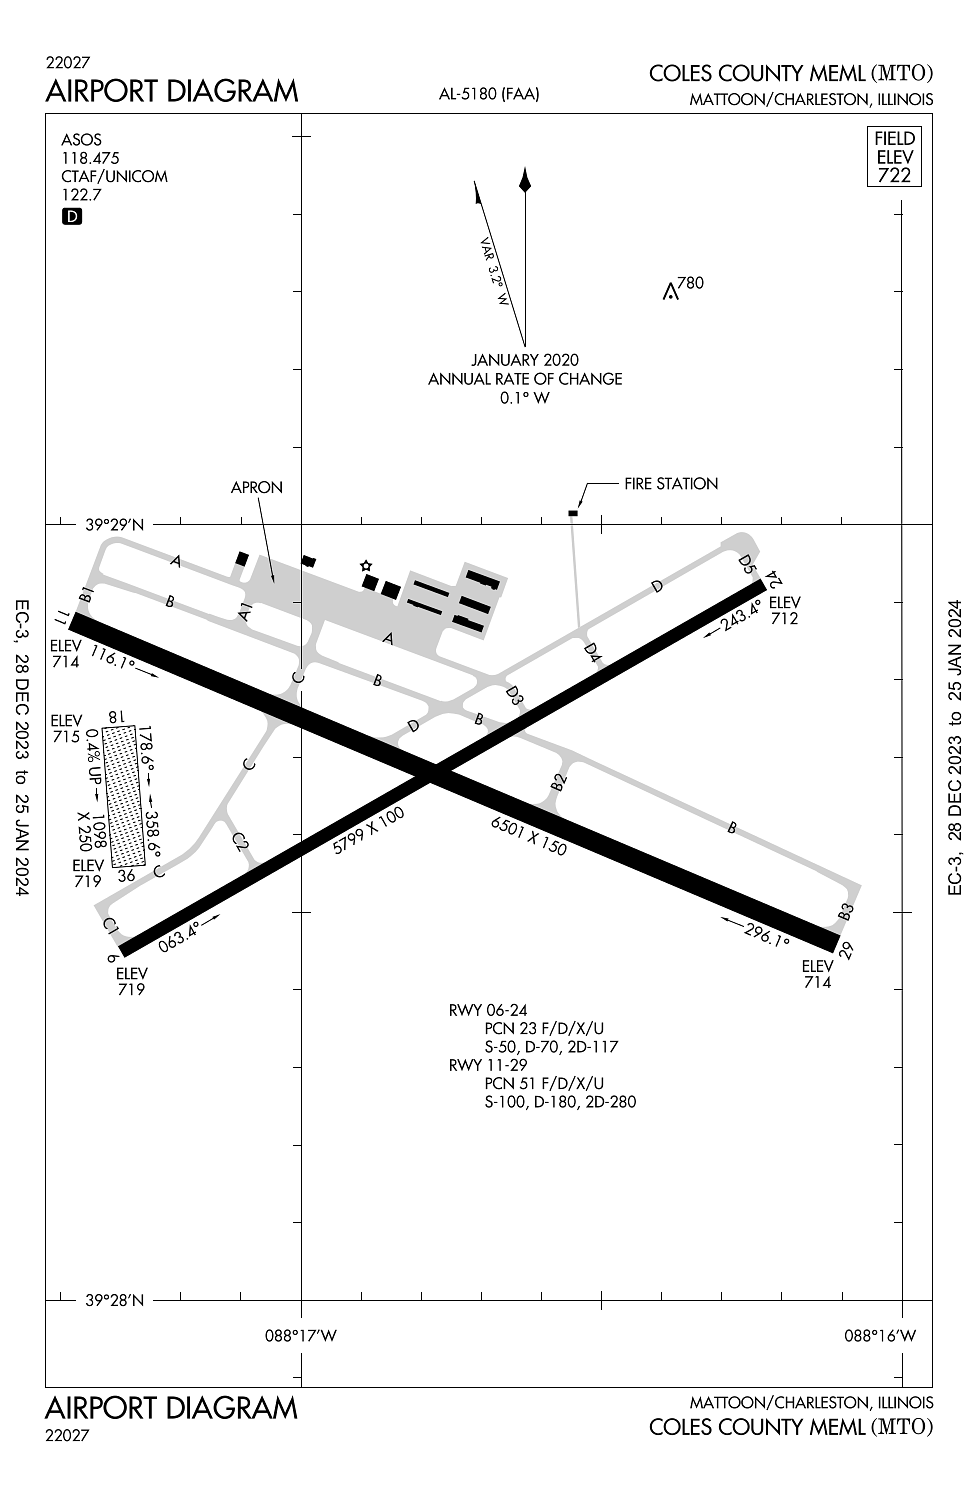 22027
AIRPORT DIAGRAM
AL-5180 (FAA)
COLES COUNTY MEML (MTO)
MATTOON/CHARLESTON, ILLINOIS
ASOS
118.475
CTAF/UNICOM
122.7
D
FIELD
ELEV
722
VAR 3.2° W
780
JANUARY 2020
ANNUAL RATE OF CHANGE
0.1° W
APRON
FIRE STATION
39°29'N
A
B1
B
A1
11
ELEV
714
116.1°
A
B
C
D
D5
24
ELEV
712
243.4°
D4
D3
D
B
ELEV
715
18
0.4% UP
178.6°
358.6°
1098
X 250
ELEV
719
36
C
C
C2
C1
6
063.4°
ELEV
719
5799 X 100
6501 X 150
B2
B
B3
29
296.1°
ELEV
714
RWY 06-24
PCN 23 F/D/X/U
S-50, D-70, 2D-117
RWY 11-29
PCN 51 F/D/X/U
S-100, D-180, 2D-280
39°28'N
088°17'W
088°16'W
EC-3, 28 DEC 2023 to 25 JAN 2024
EC-3, 28 DEC 2023 to 25 JAN 2024
AIRPORT DIAGRAM
22027
MATTOON/CHARLESTON, ILLINOIS
COLES COUNTY MEML (MTO)